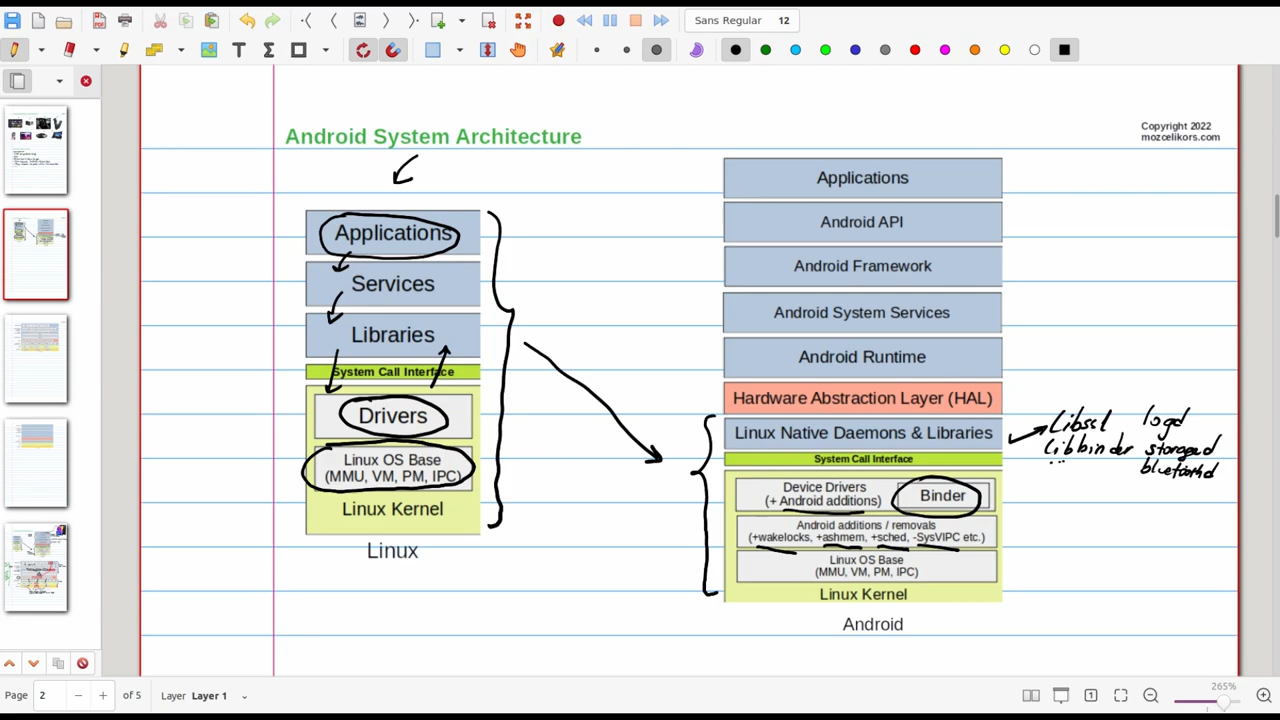 Sans Regular 12
Android System Architecture
Copyright 2022
mozcelikors.com
Applications
Services
Libraries
System Call Interface
Drivers
Linux OS Base
(MMU, VM, PM, IPC)
Linux Kernel
Linux
Applications
Android API
Android Framework
Android System Services
Android Runtime
Hardware Abstraction Layer (HAL)
Linux Native Daemons & Libraries
System Call Interface
Device Drivers
(+ Android additions)
Binder
Android additions / removals
(+wakelocks, +ashmem, +sched, -SysVIPC etc.)
Linux OS Base
(MMU, VM, PM, IPC)
Linux Kernel
Android
Libssl logd
Libbinder storaged
... bluetoothd
Page 2 of 5 Layer Layer 1 265%